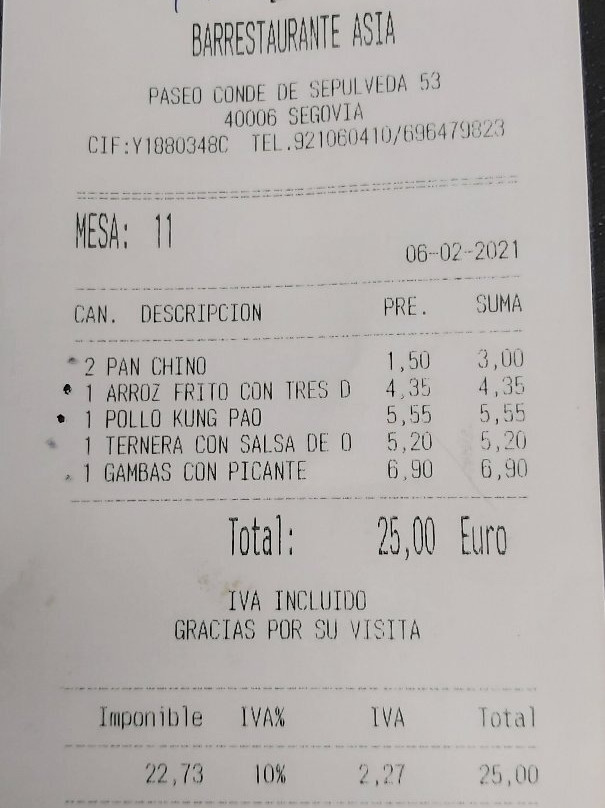 BARRESTAURANTE ASIA
PASEO CONDE DE SEPULVEDA 53
40006 SEGOVIA
CIF:Y1880348C TEL.921060410/696479823
MESA: 11
06-02-2021
CAN. DESCRIPCION PRE. SUMA
2 PAN CHINO 1,50 3,00
1 ARROZ FRITO CON TRES D 4,35 4,35
1 POLLO KUNG PAO 5,55 5,55
1 TERNERA CON SALSA DE O 5,20 5,20
1 GAMBAS CON PICANTE 6,90 6,90
Total: 25,00 Euro
IVA INCLUIDO
GRACIAS POR SU VISITA
Imponible IVA% IVA Total
22,73 10% 2,27 25,00